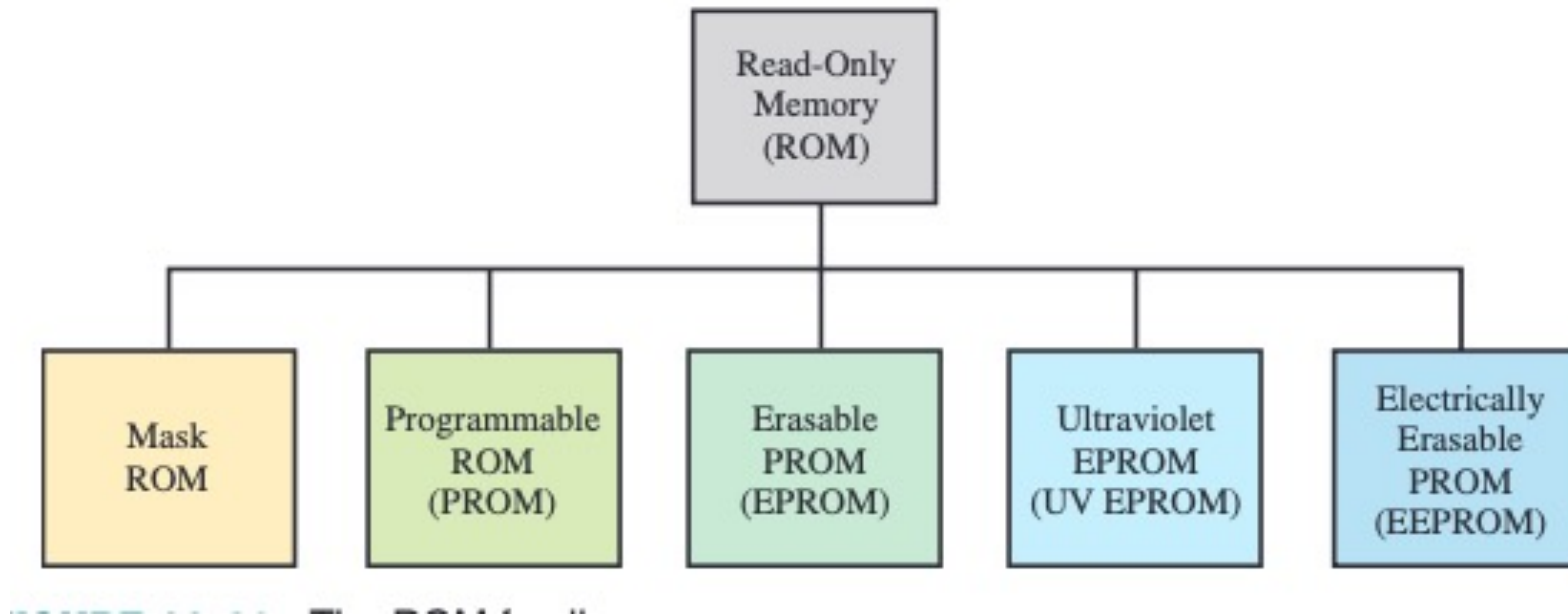 Read-Only
Memory
(ROM)
Mask
ROM
Programmable
ROM
(PROM)
Erasable
PROM
(EPROM)
Ultraviolet
EPROM
(UV EPROM)
Electrically
Erasable
PROM
(EEPROM)
The ROM